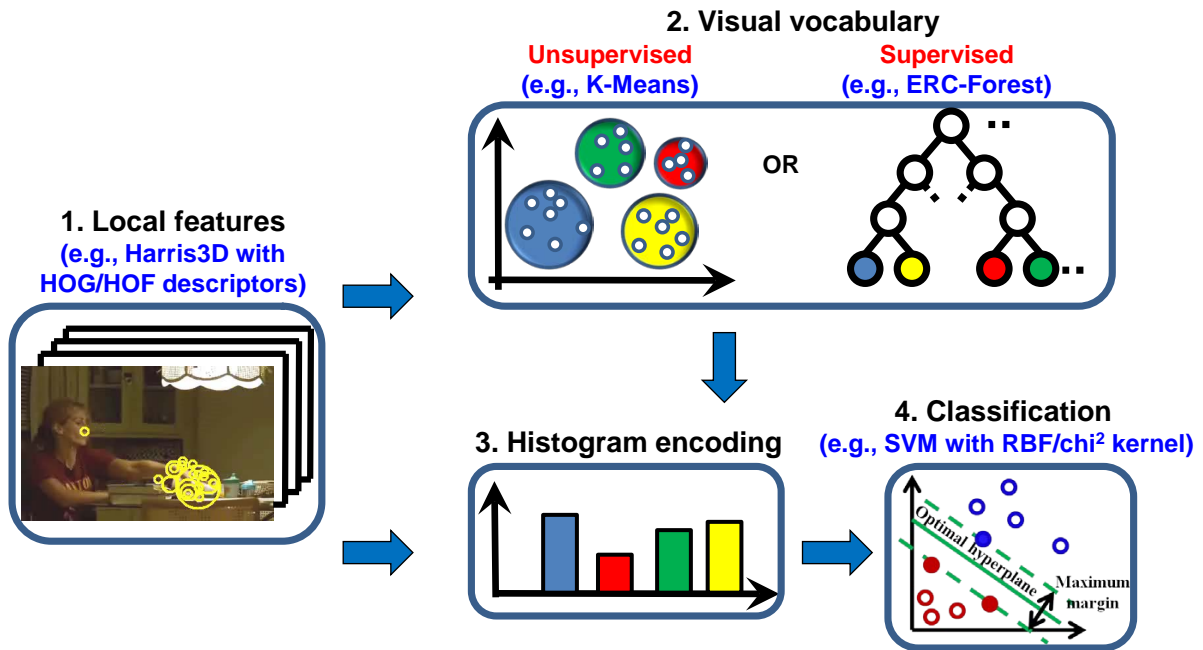 2. Visual vocabulary
Unsupervised
(e.g., K-Means)
Supervised
(e.g., ERC-Forest)
OR
1. Local features
(e.g., Harris3D with
HOG/HOF descriptors)
3. Histogram encoding
4. Classification
(e.g., SVM with RBF/chi² kernel)
Optimal hyperplane
Maximum
margin